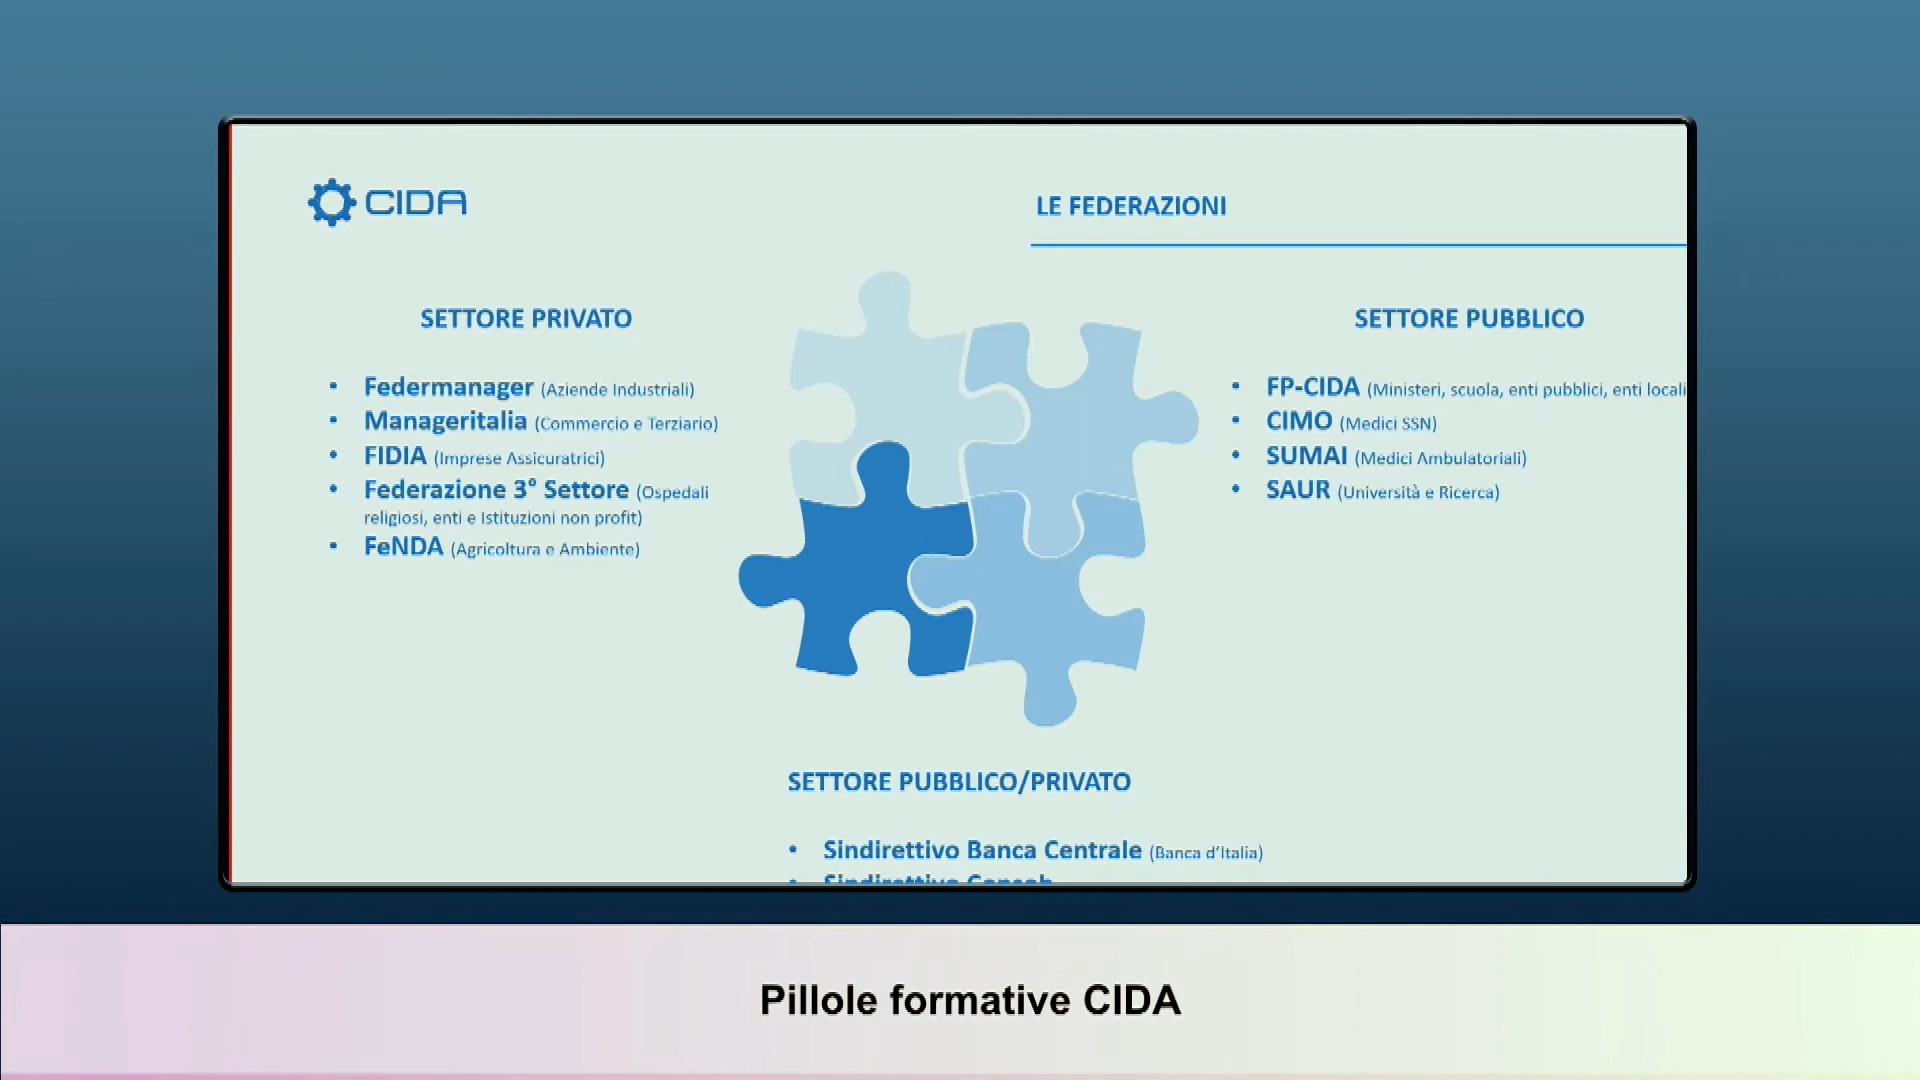 CIDA
LE FEDERAZIONI
SETTORE PRIVATO
• Federmanager (Aziende Industriali)
• Manageritalia (Commercio e Terziario)
• FIDIA (Imprese Assicuratrici)
• Federazione 3° Settore (Ospedali
religiosi, enti e Istituzioni non profit)
• FeNDA (Agricoltura e Ambiente)
SETTORE PUBBLICO
• FP-CIDA (Ministeri, scuola, enti pubblici, enti locali
• CIMO (Medici SSN)
• SUMAI (Medici Ambulatoriali)
• SAUR (Università e Ricerca)
SETTORE PUBBLICO/PRIVATO
• Sindirettivo Banca Centrale (Banca d'Italia)
• Sindirettivo Consob
Pillole formative CIDA